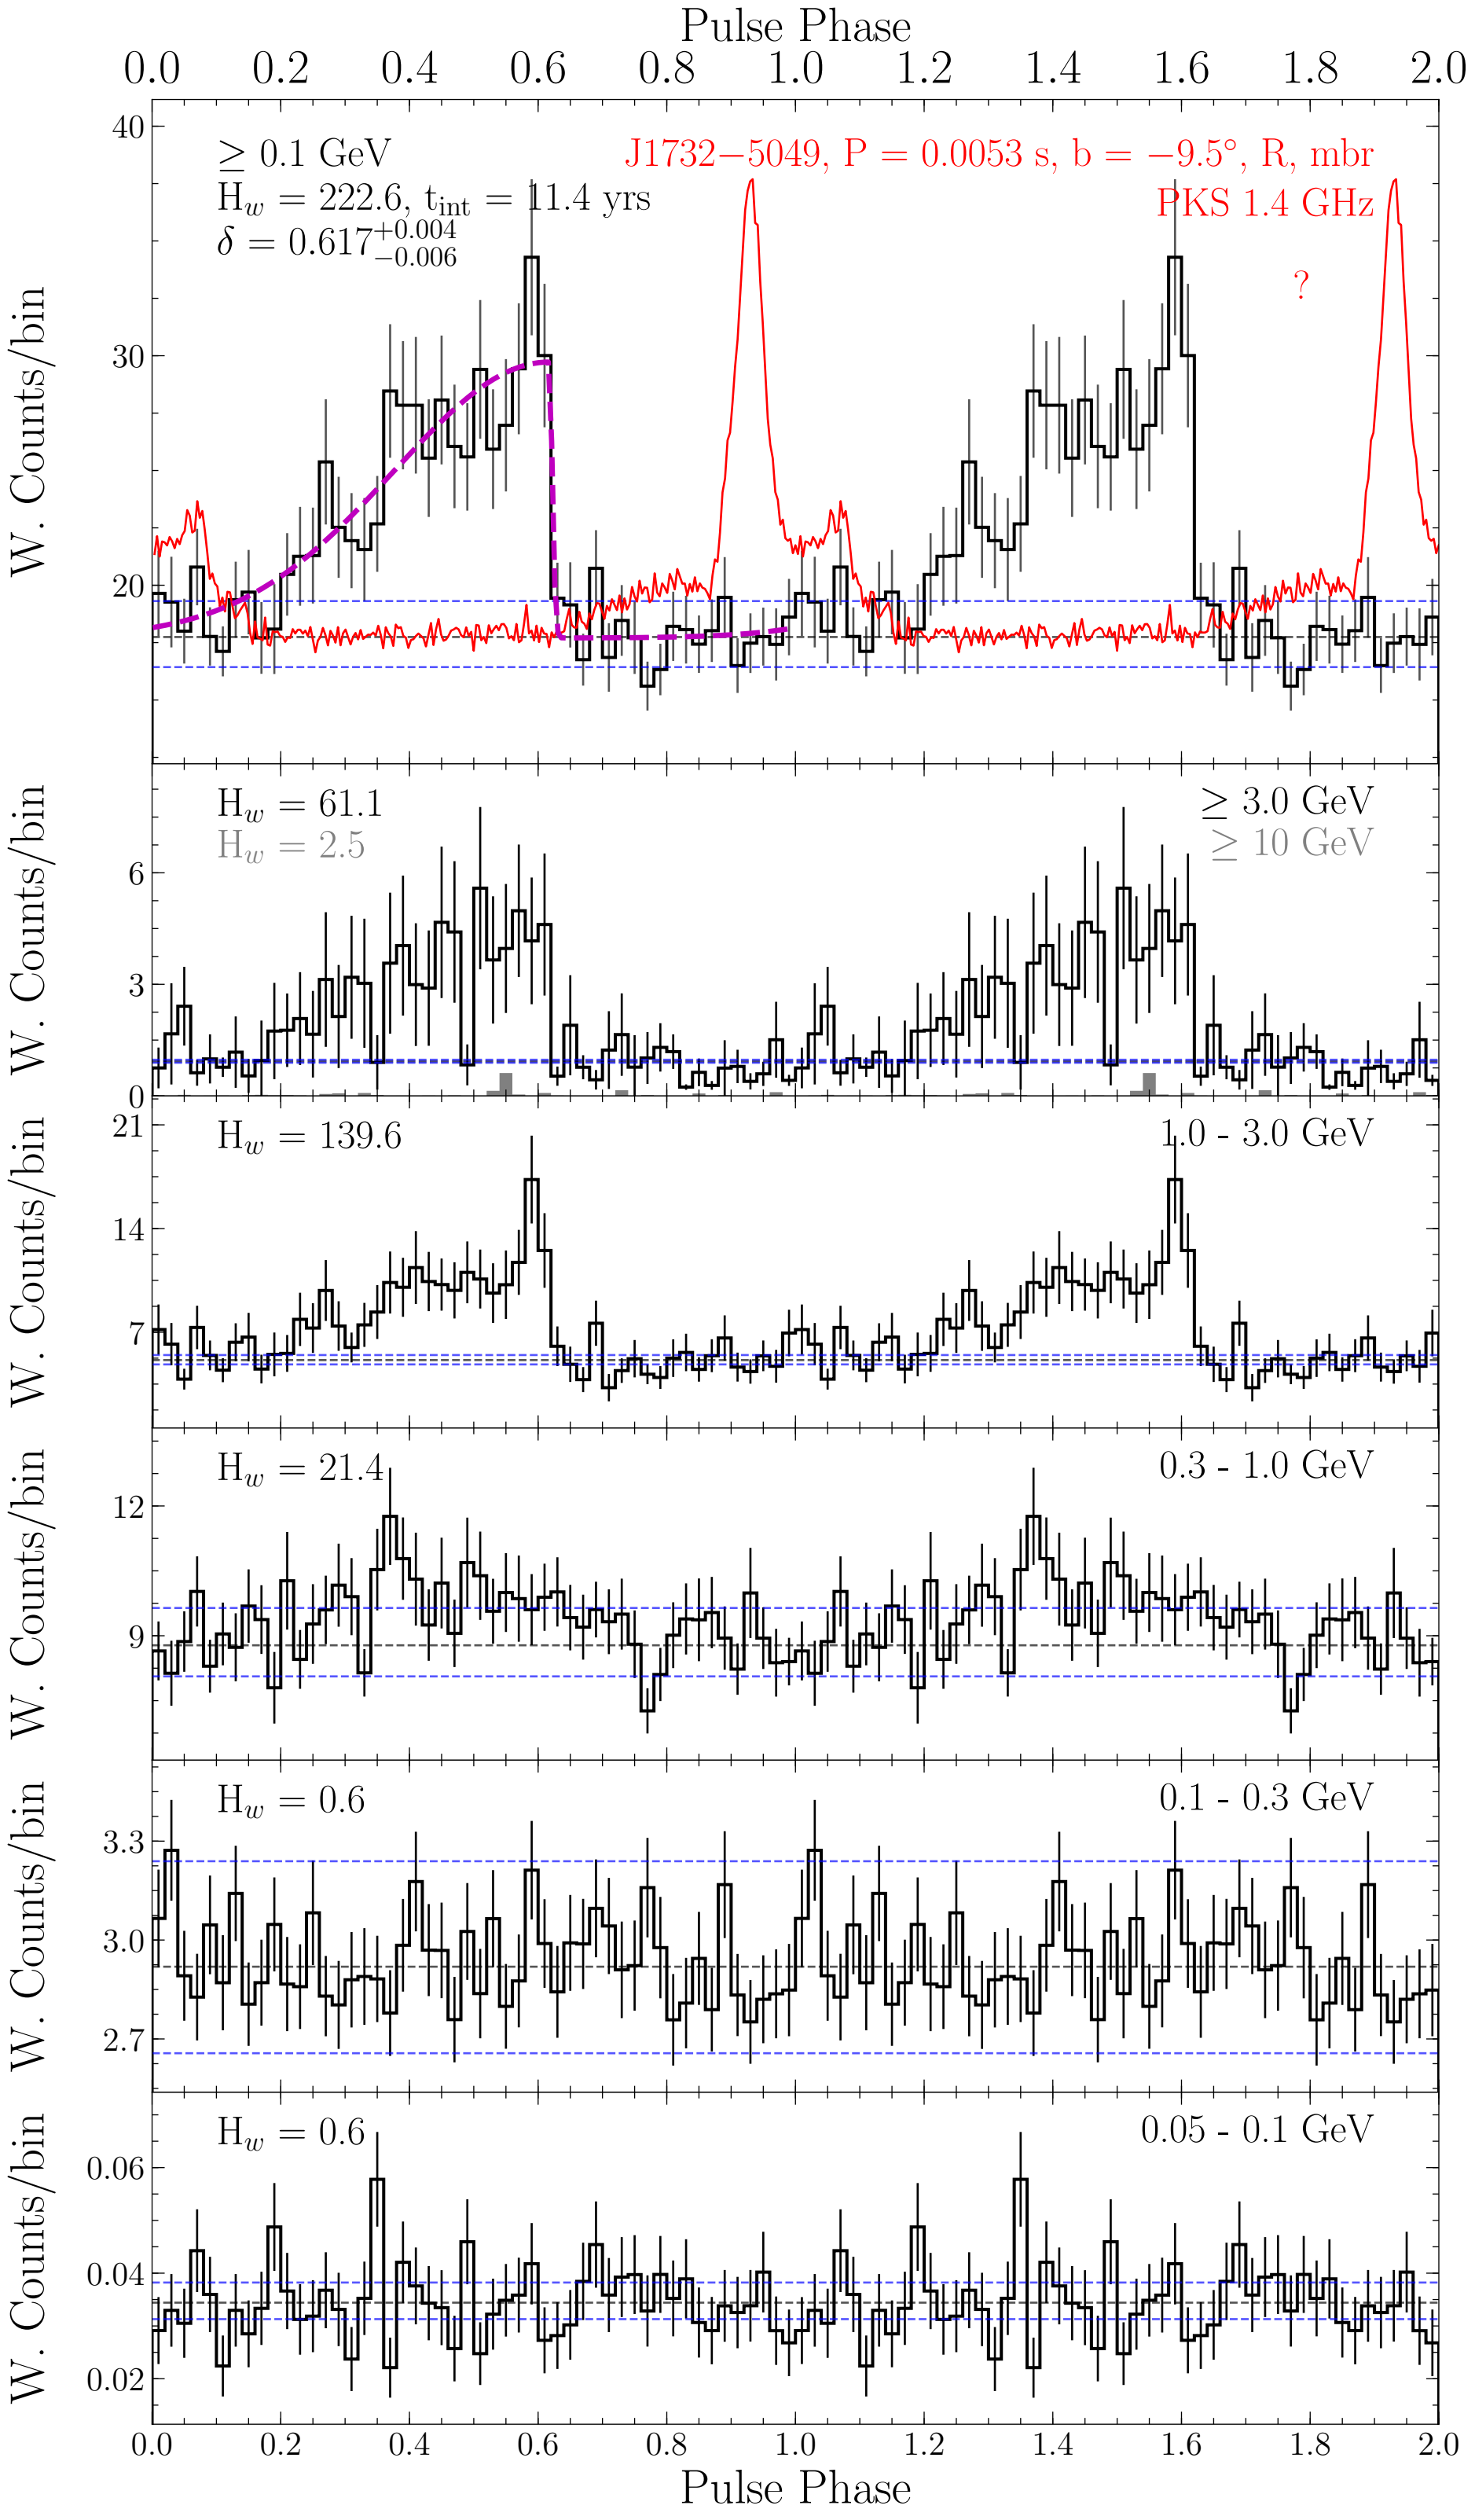 Pulse Phase
0.0 0.2 0.4 0.6 0.8 1.0 1.2 1.4 1.6 1.8 2.0
W. Counts/bin
40
30
20
≥ 0.1 GeV
H_w = 222.6, t_int = 11.4 yrs
δ = 0.617^{+0.004}_{−0.006}
J1732−5049, P = 0.0053 s, b = −9.5°, R, mbr
PKS 1.4 GHz
?
W. Counts/bin
6
3
0
H_w = 61.1
H_w = 2.5
≥ 3.0 GeV
≥ 10 GeV
W. Counts/bin
21
14
7
H_w = 139.6
1.0 - 3.0 GeV
W. Counts/bin
12
9
H_w = 21.4
0.3 - 1.0 GeV
W. Counts/bin
3.3
3.0
2.7
H_w = 0.6
0.1 - 0.3 GeV
W. Counts/bin
0.06
0.04
0.02
H_w = 0.6
0.05 - 0.1 GeV
0.0 0.2 0.4 0.6 0.8 1.0 1.2 1.4 1.6 1.8 2.0
Pulse Phase